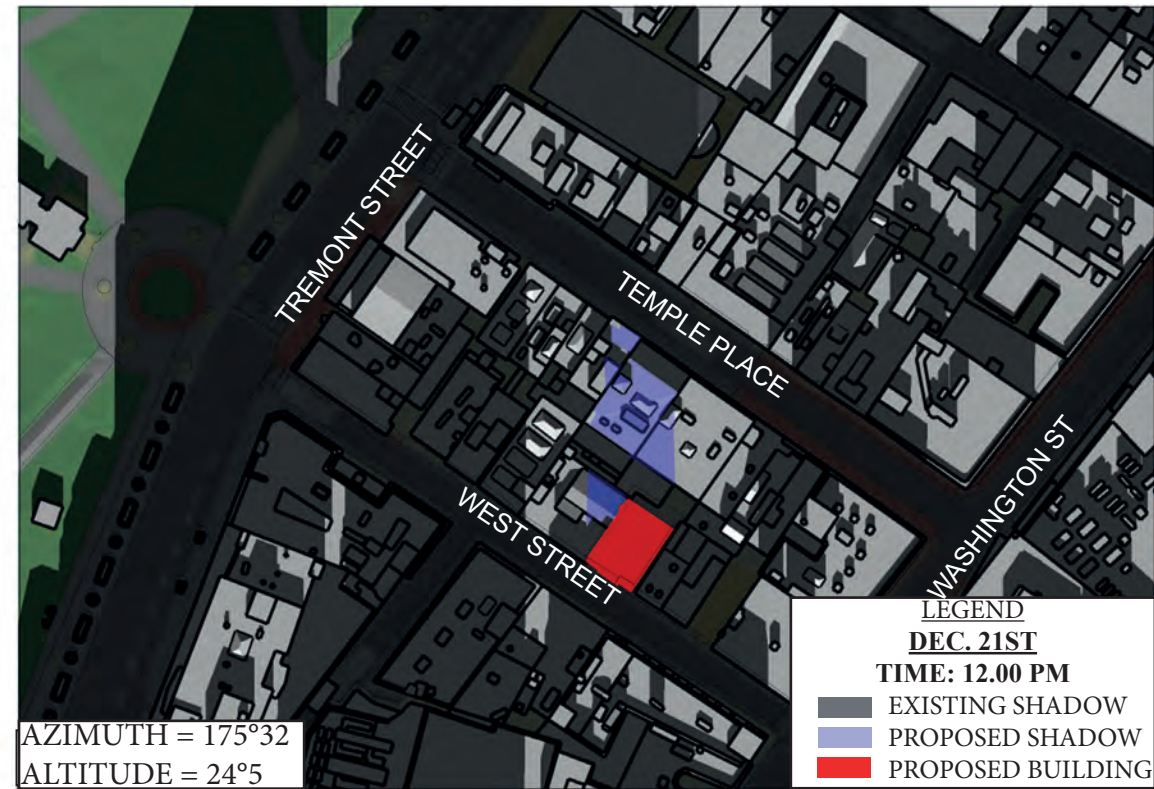 TREMONT STREET
TEMPLE PLACE
WEST STREET
WASHINGTON ST
AZIMUTH = 175°32
ALTITUDE = 24°5
LEGEND
DEC. 21ST
TIME: 12.00 PM
EXISTING SHADOW
PROPOSED SHADOW
PROPOSED BUILDING